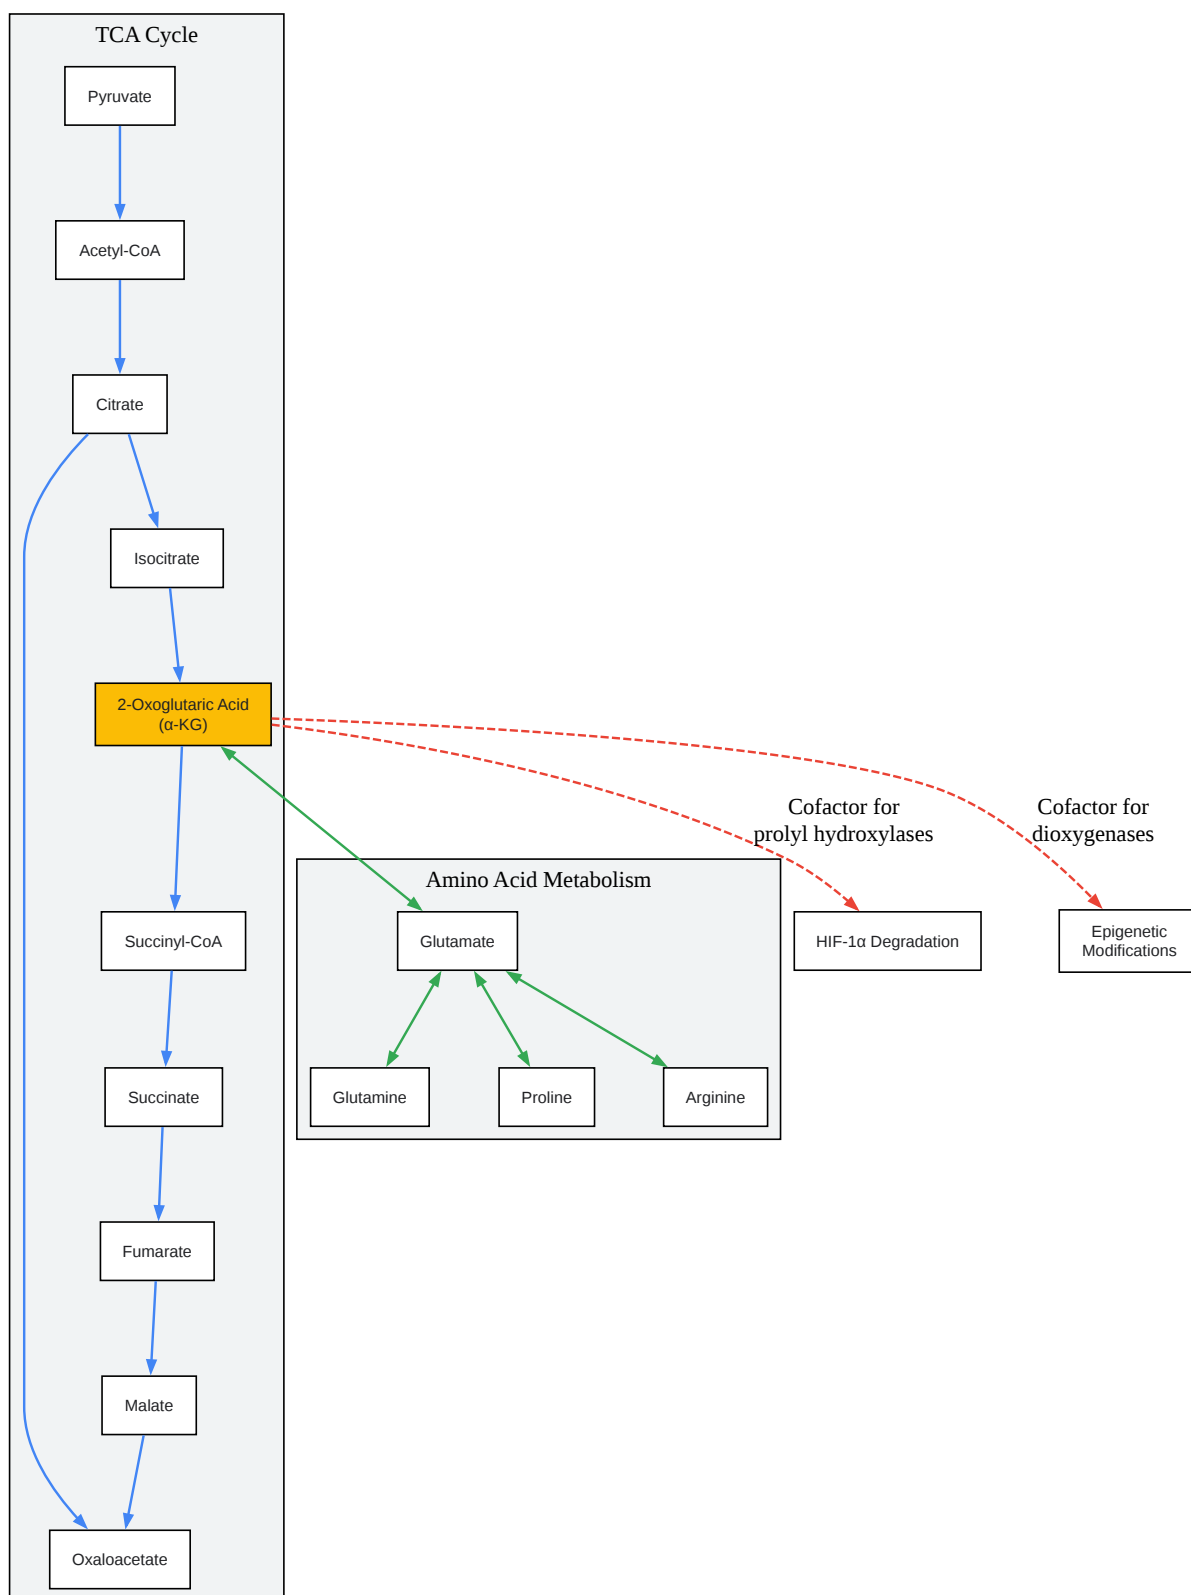 TCA Cycle
Pyruvate
Acetyl-CoA
Citrate
Isocitrate
2-Oxoglutaric Acid
(α-KG)
Cofactor for
prolyl hydroxylases
Cofactor for
dioxygenases
Amino Acid Metabolism
Succinyl-CoA
Glutamate
HIF-1α Degradation
Epigenetic
Modifications
Succinate
Glutamine
Proline
Arginine
Fumarate
Malate
Oxaloacetate